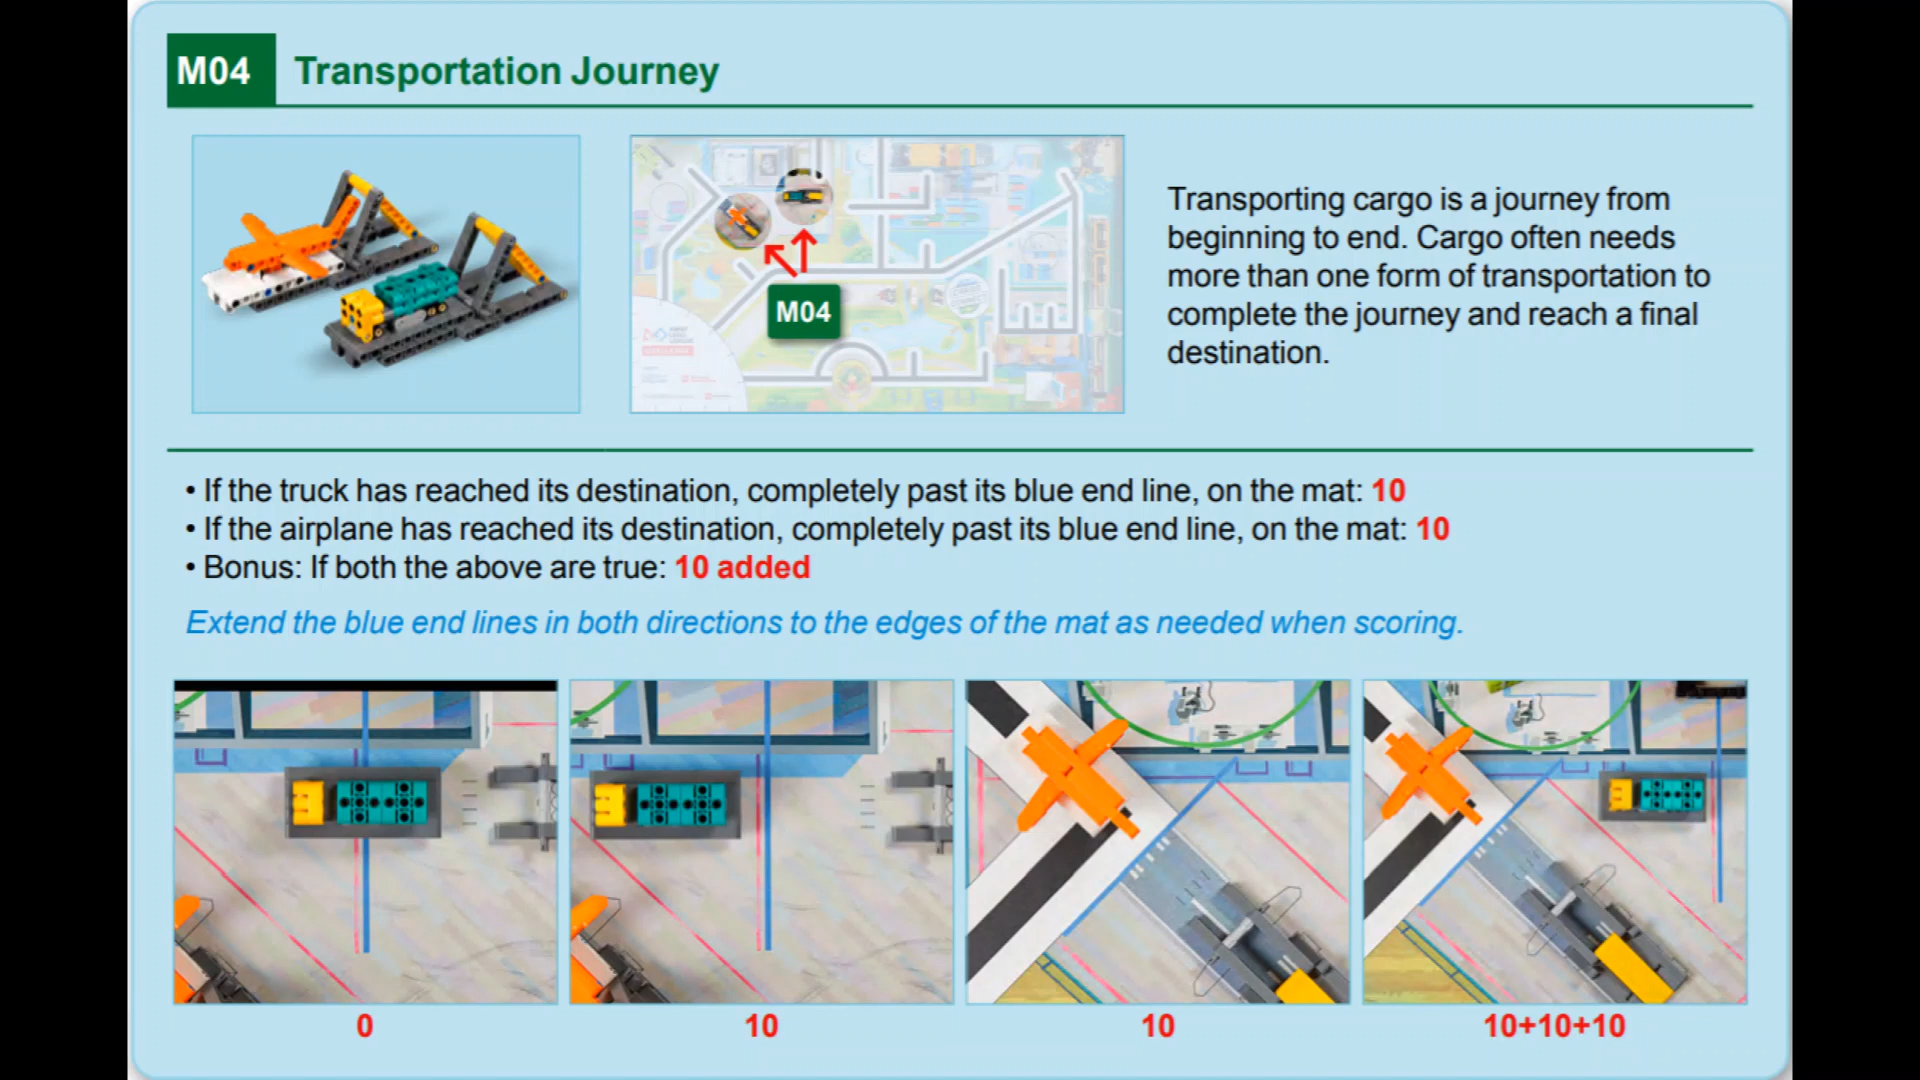 M04 Transportation Journey
M04
Transporting cargo is a journey from
beginning to end. Cargo often needs
more than one form of transportation to
complete the journey and reach a final
destination.
• If the truck has reached its destination, completely past its blue end line, on the mat: 10
• If the airplane has reached its destination, completely past its blue end line, on the mat: 10
• Bonus: If both the above are true: 10 added
Extend the blue end lines in both directions to the edges of the mat as needed when scoring.
0
10
10
10+10+10